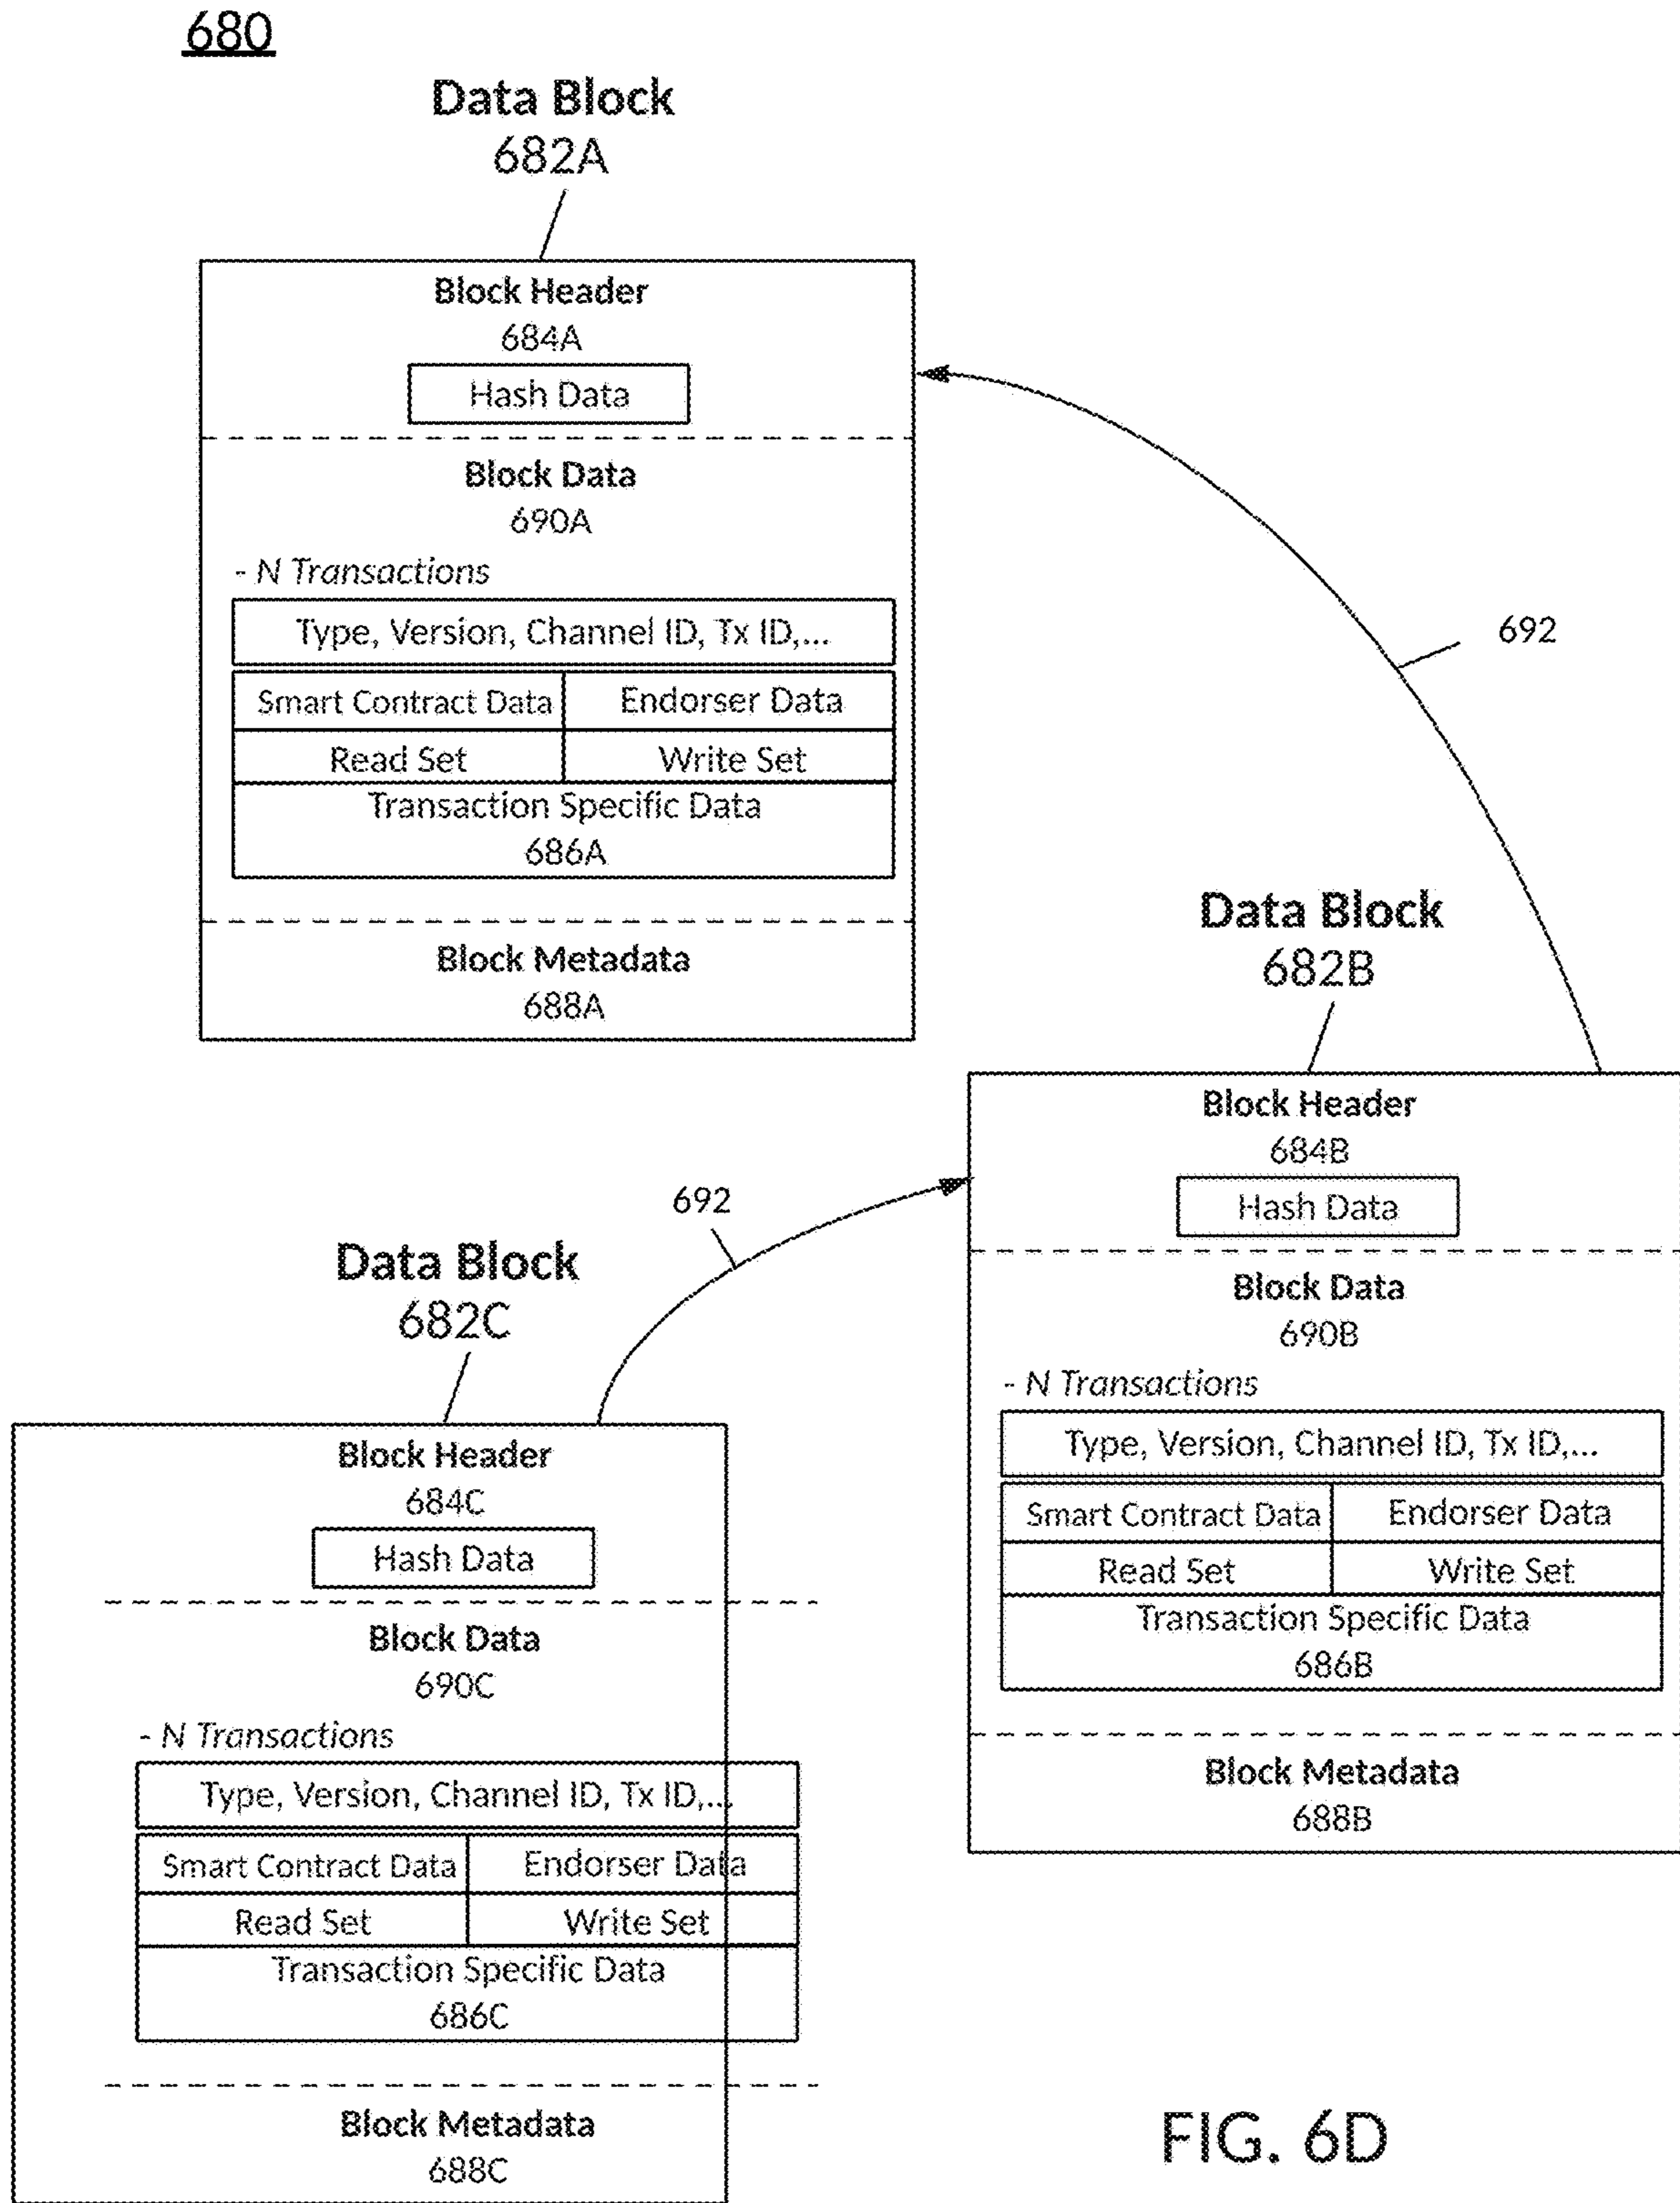 680
Data Block
682A
Block Header
684A
Hash Data
Block Data
690A
- N Transactions
Type, Version, Channel ID, Tx ID,...
Smart Contract Data
Endorser Data
Read Set
Write Set
Transaction Specific Data
686A
Block Metadata
688A
692
Data Block
682B
Block Header
684B
Hash Data
Block Data
690B
- N Transactions
Type, Version, Channel ID, Tx ID,...
Smart Contract Data
Endorser Data
Read Set
Write Set
Transaction Specific Data
686B
Block Metadata
688B
692
Data Block
682C
Block Header
684C
Hash Data
Block Data
690C
- N Transactions
Type, Version, Channel ID, Tx ID,...
Smart Contract Data
Endorser Data
Read Set
Write Set
Transaction Specific Data
686C
Block Metadata
688C
FIG. 6D